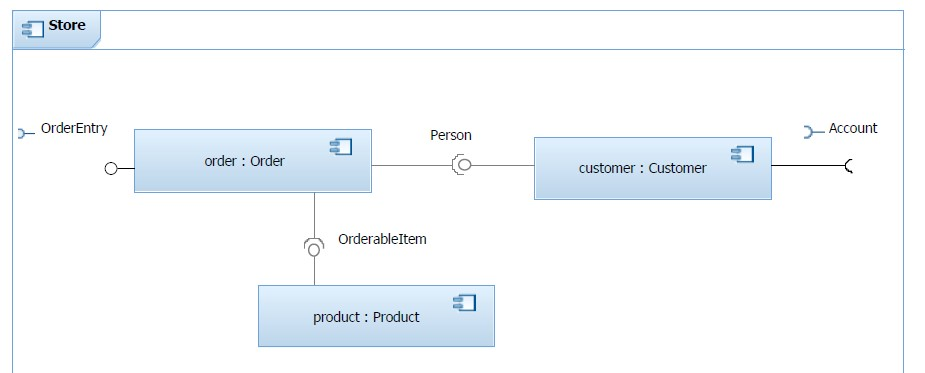 Store
OrderEntry
Person
Account
order : Order
customer : Customer
OrderableItem
product : Product